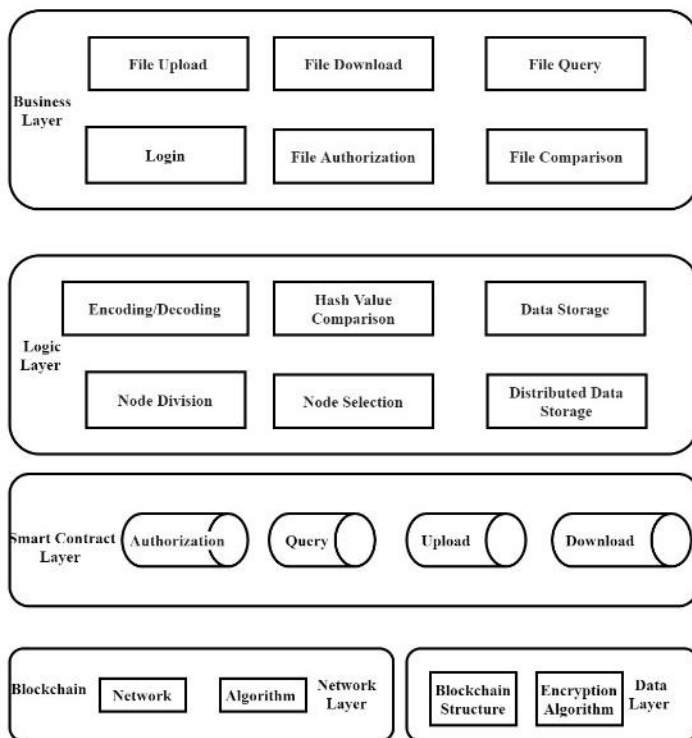 File Upload
File Download
File Query
Business
Layer
Login
File Authorization
File Comparison
Encoding/Decoding
Hash Value
Comparison
Data Storage
Logic
Layer
Node Division
Node Selection
Distributed Data
Storage
Smart Contract
Layer
Authorization
Query
Upload
Download
Blockchain
Network
Algorithm
Network
Layer
Blockchain
Structure
Encryption
Algorithm
Data
Layer